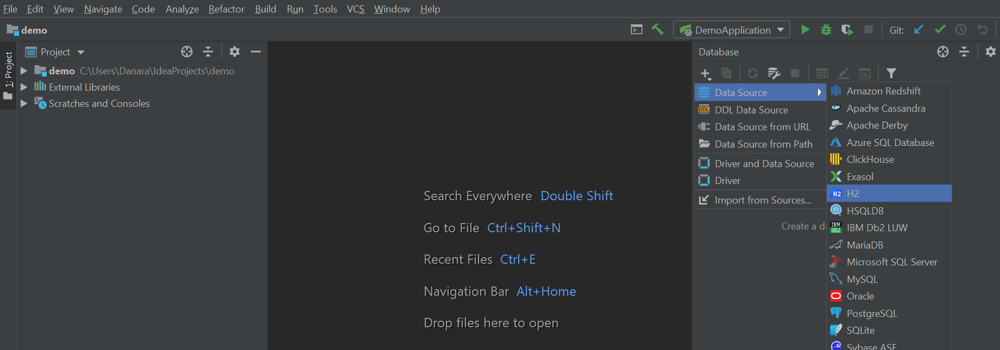 File Edit View Navigate Code Analyze Refactor Build Run Tools VCS Window Help
demo
DemoApplication
Git:
1: Project
Project
demo C:\Users\Danara\IdeaProjects\demo
External Libraries
Scratches and Consoles
Search Everywhere Double Shift
Go to File Ctrl+Shift+N
Recent Files Ctrl+E
Navigation Bar Alt+Home
Drop files here to open
Database
QL
Data Source
DDL
DDL Data Source
Data Source from URL
Data Source from Path
Driver and Data Source
Driver
Import from Sources...
Create a
Amazon Redshift
Apache Cassandra
Apache Derby
Azure SQL Database
ClickHouse
Exasol
H2 H2
HSQLDB
IBM DB2 IBM Db2 LUW
MariaDB
Microsoft SQL Server
MySQL
Oracle
PostgreSQL
SQLite
Sybase ASE